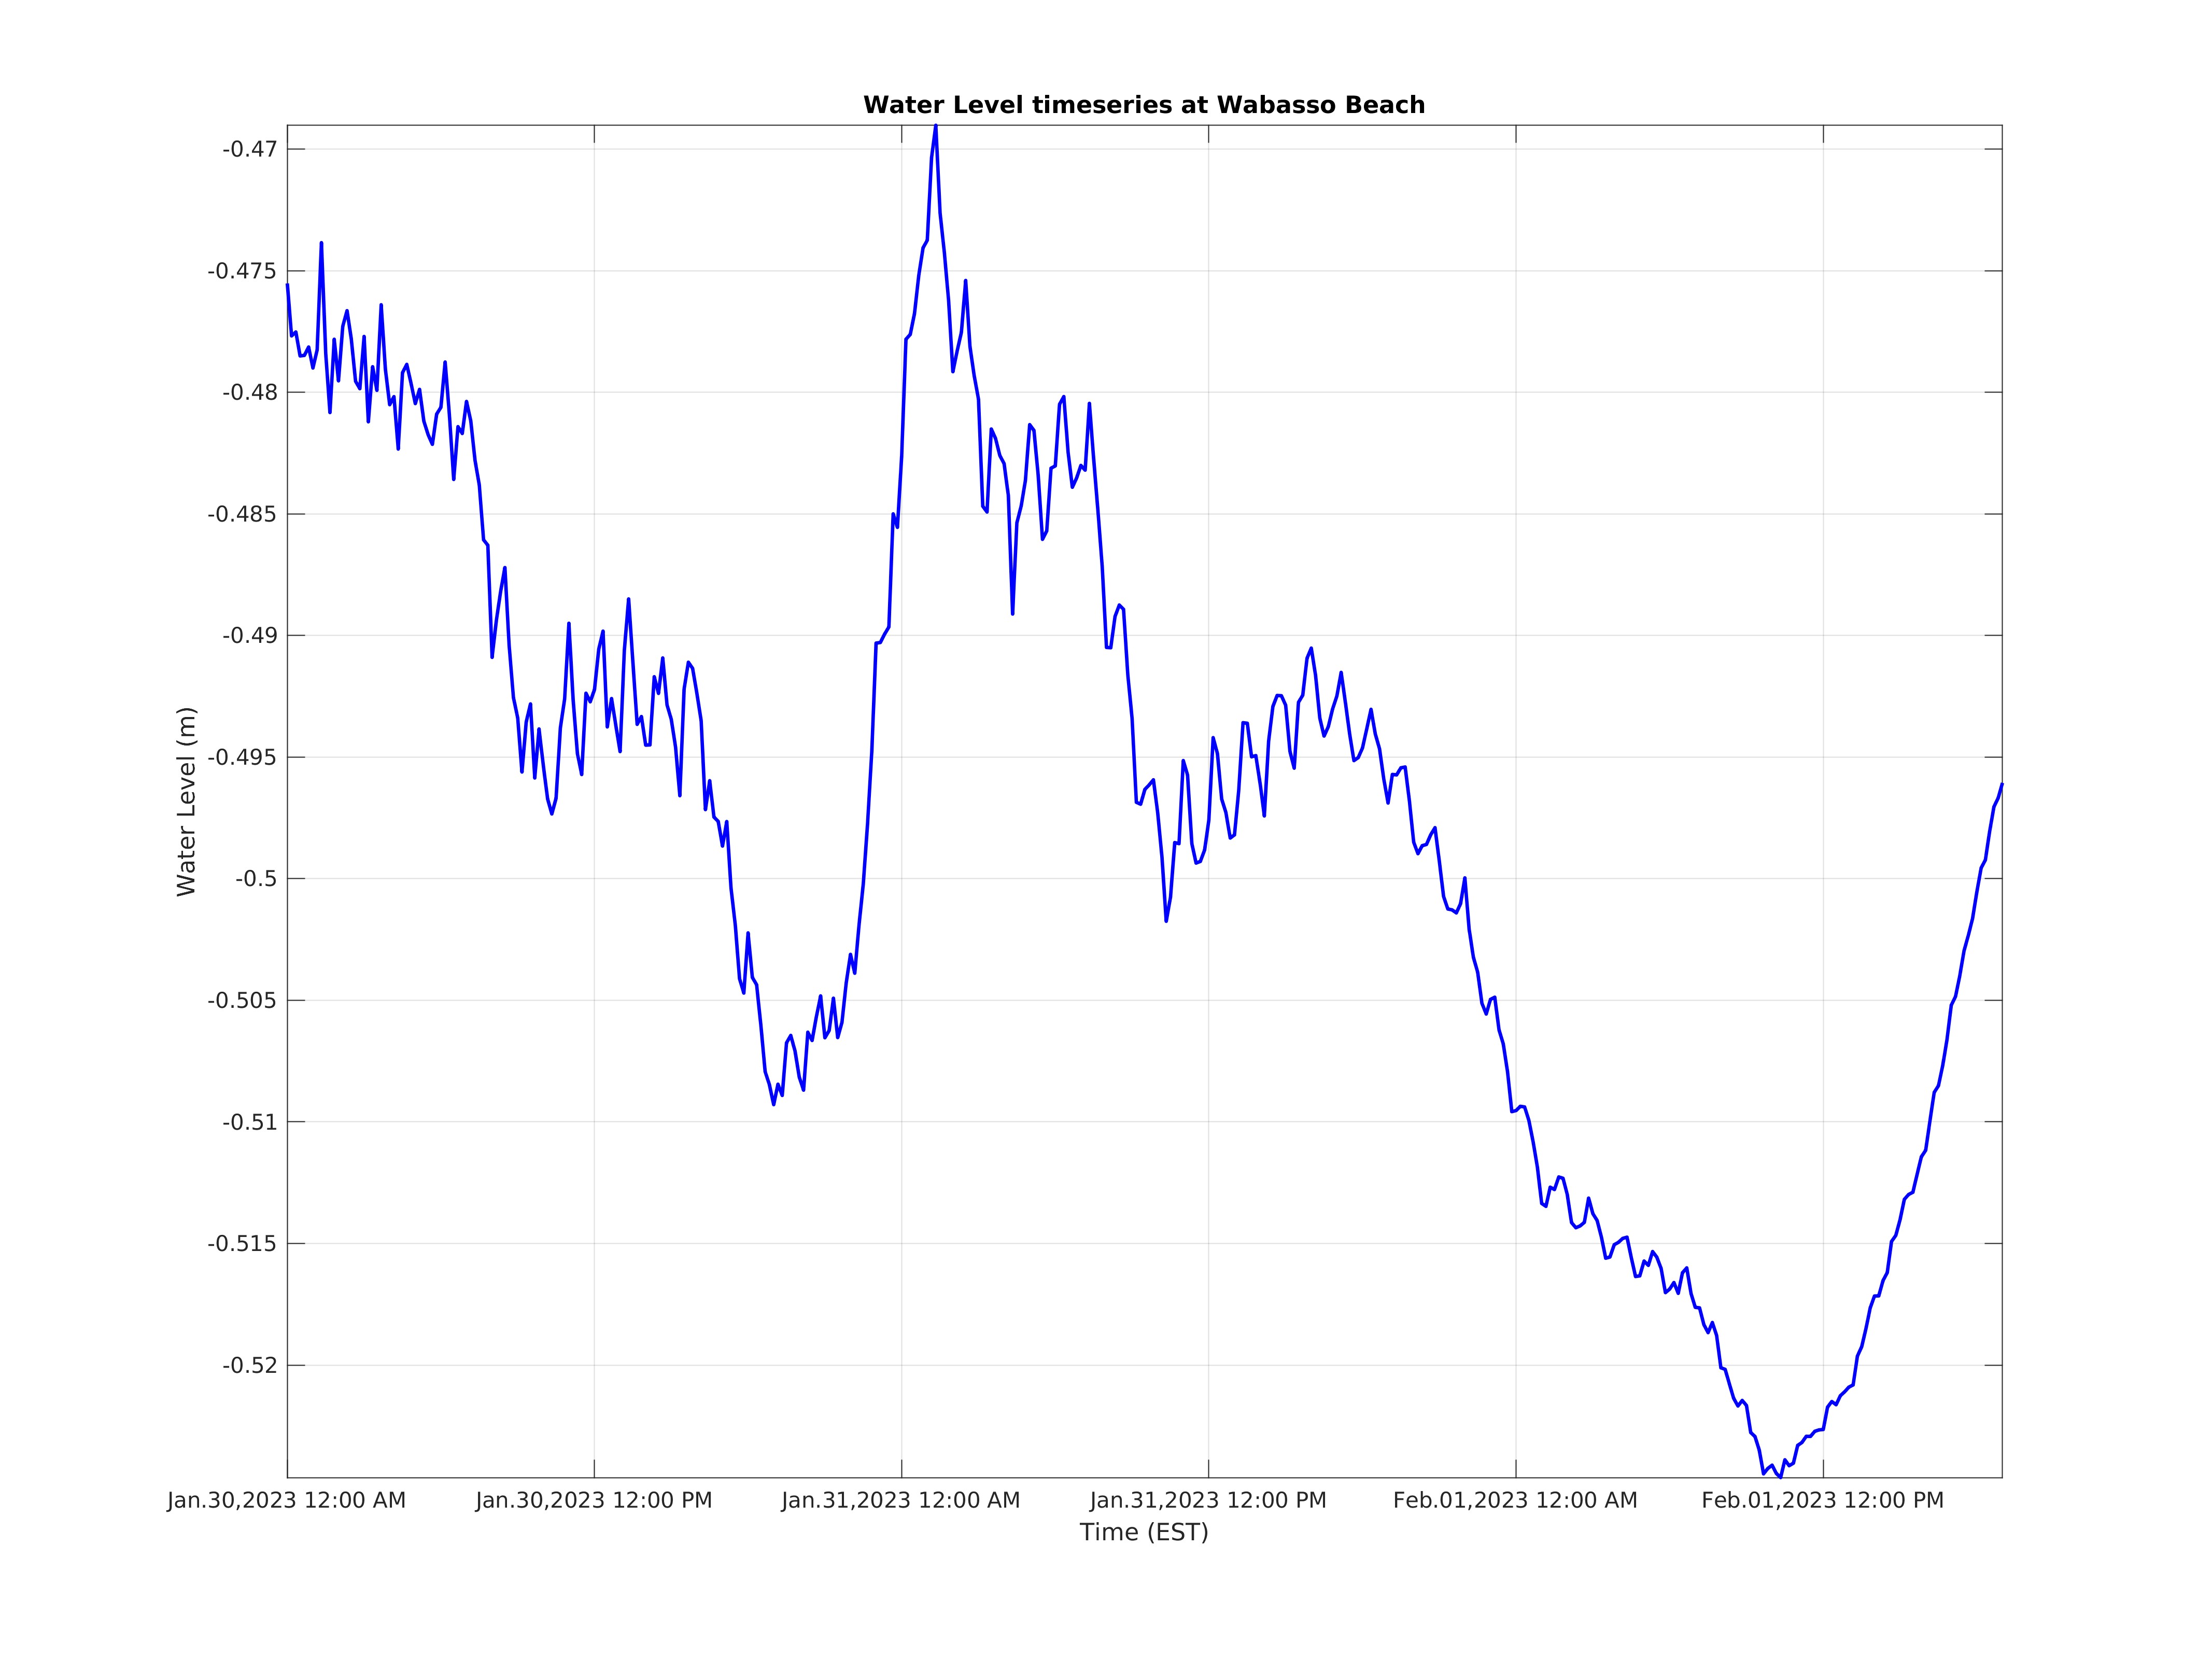 Water Level timeseries at Wabasso Beach
-0.47
-0.475
-0.48
-0.485
-0.49
-0.495
-0.5
-0.505
-0.51
-0.515
-0.52
Water Level (m)
Jan.30,2023 12:00 AM Jan.30,2023 12:00 PM Jan.31,2023 12:00 AM Jan.31,2023 12:00 PM Feb.01,2023 12:00 AM Feb.01,2023 12:00 PM
Time (EST)